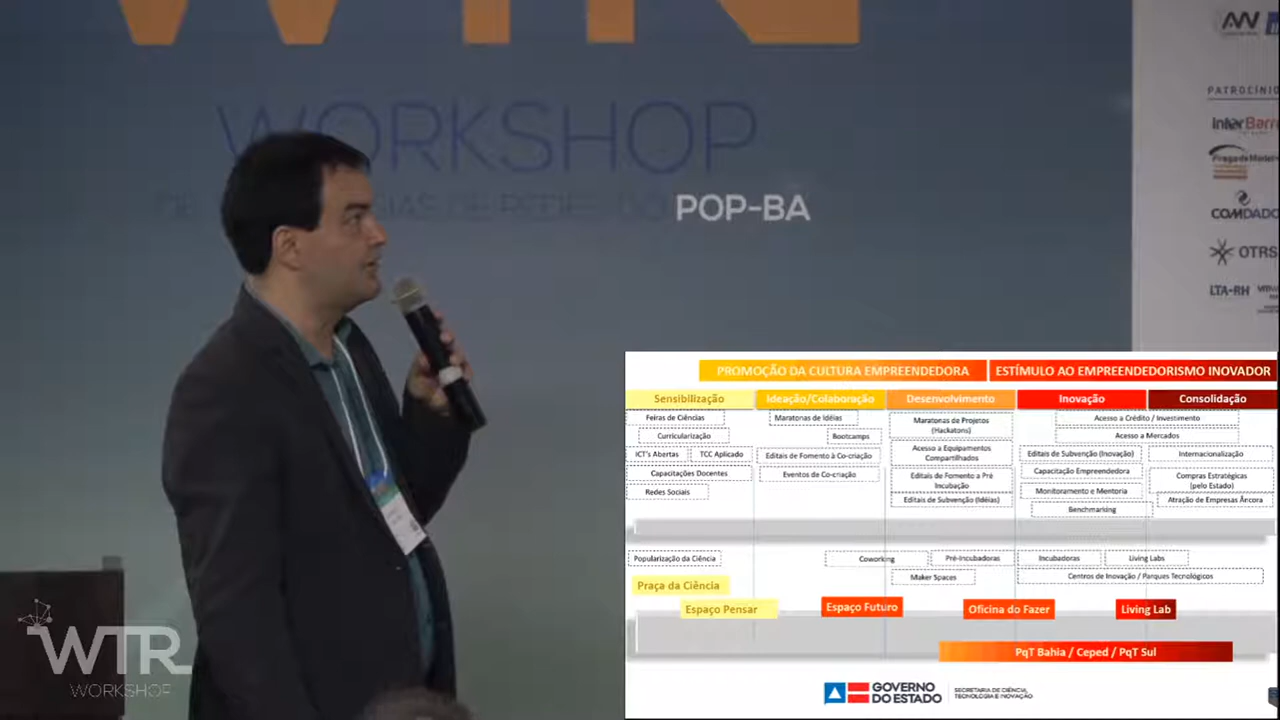 WTR
WORKSHOP
POP-BA
PATROCÍNIO
InterBarr
COMDADO
OTRS
LTA-RH
PROMOÇÃO DA CULTURA EMPREENDEDORA
ESTÍMULO AO EMPREENDEDORISMO INOVADOR
Sensibilização
Ideação/Colaboração
Desenvolvimento
Inovação
Consolidação
Feiras de Ciências
Curricularização
ICT's Abertas
TCC Aplicado
Capacitações Docentes
Redes Sociais
Maratonas de Idéias
Bootcamps
Editais de Fomento à Co-criação
Eventos de Co-criação
Maratonas de Projetos
(Hackatons)
Acesso a Equipamentos
Compartilhados
Editais de Fomento a Pré
Incubação
Editais de Subvenção (Idéias)
Acesso a Crédito / Investimento
Acesso a Mercados
Editais de Subvenção (Inovação)
Capacitação Empreendedora
Monitoramento e Mentoria
Benchmarking
Internacionalização
Compras Estratégicas
(pelo Estado)
Atração de Empresas Âncora
Popularização da Ciência
Coworking
Pré-Incubadoras
Incubadoras
Living Labs
Maker Spaces
Centros de Inovação / Parques Tecnológicos
Praça da Ciência
Espaço Pensar
Espaço Futuro
Oficina do Fazer
Living Lab
PqT Bahia / Ceped / PqT Sul
GOVERNO
DO ESTADO
SECRETARIA DE CIÊNCIA,
TECNOLOGIA E INOVAÇÃO
WTR
WORKSHOP